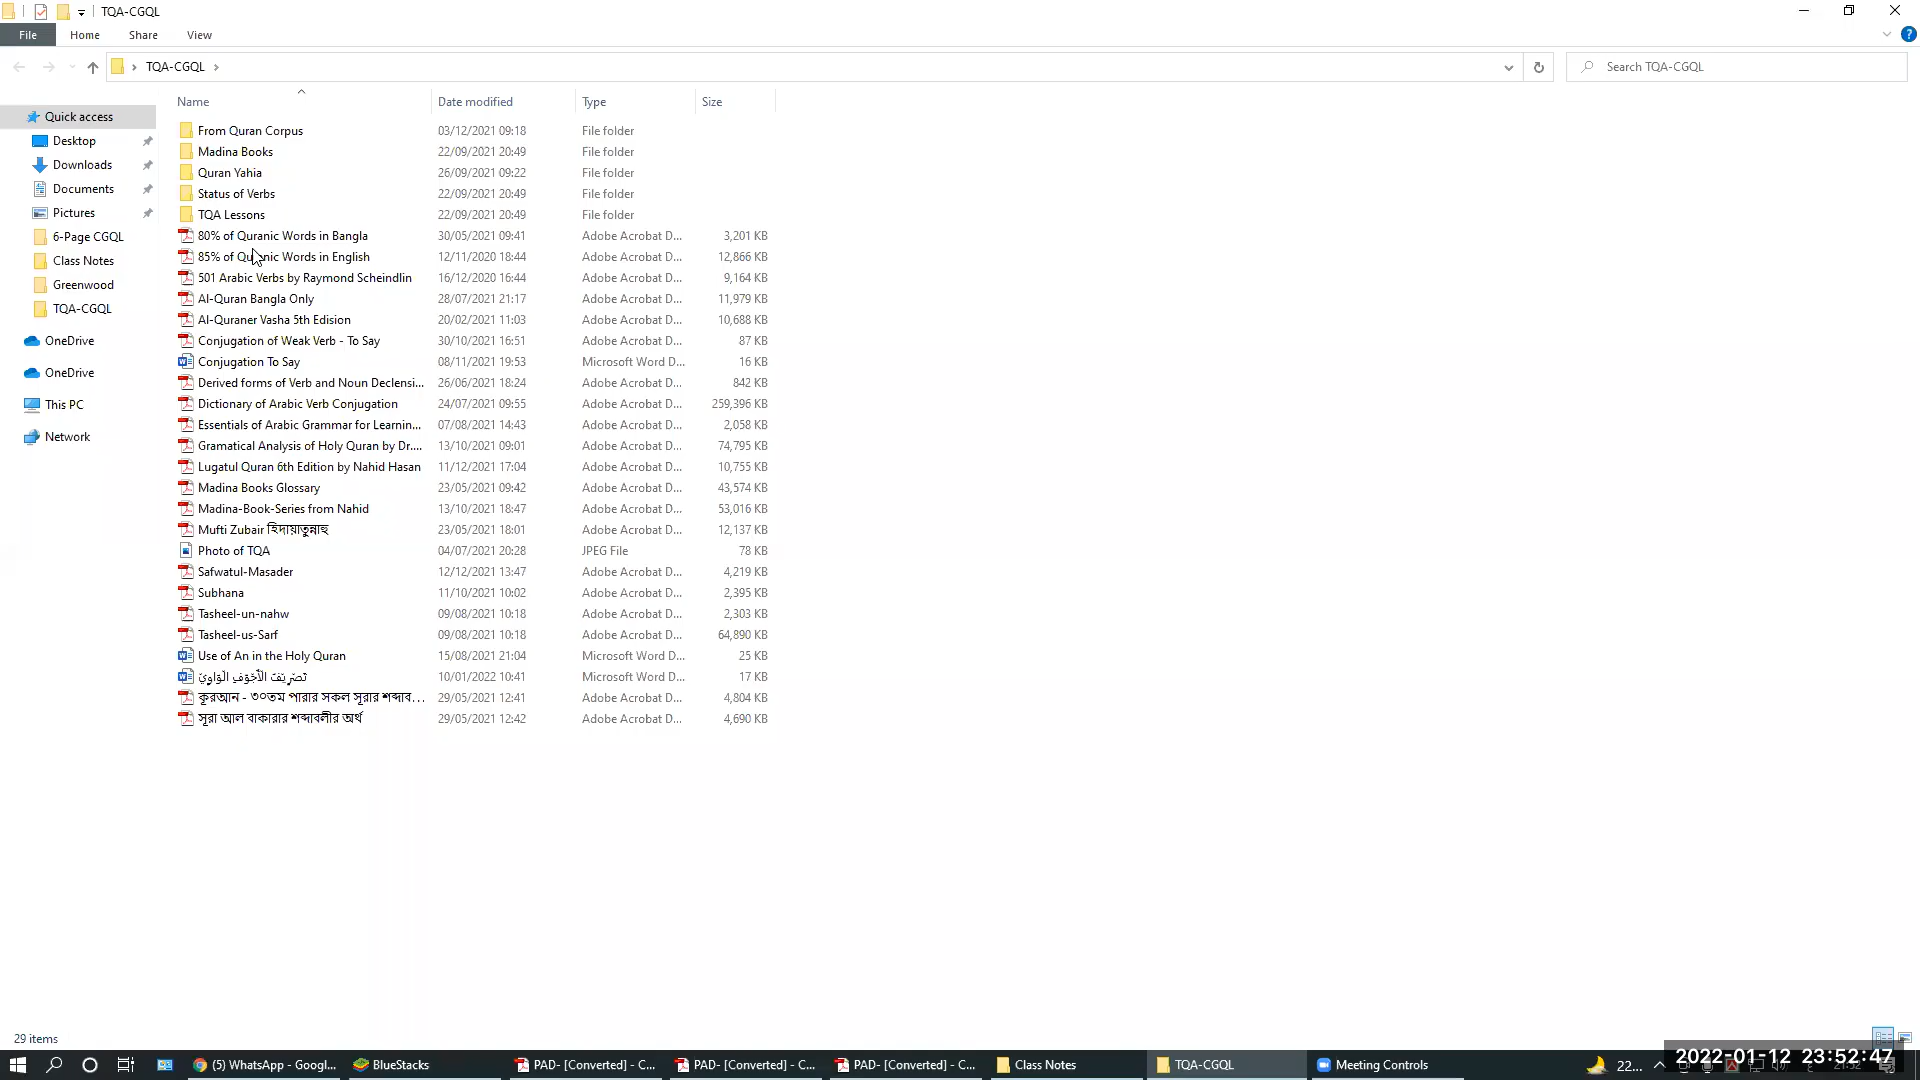 TQA-CGQL
File Home Share View
TQA-CGQL
Search TQA-CGQL
Name Date modified Type Size
Quick access
Desktop
Downloads
Documents
Pictures
6-Page CGQL
Class Notes
Greenwood
TQA-CGQL
OneDrive
OneDrive
This PC
Network
From Quran Corpus 03/12/2021 09:18 File folder
Madina Books 22/09/2021 20:49 File folder
Quran Yahia 26/09/2021 09:22 File folder
Status of Verbs 22/09/2021 20:49 File folder
TQA Lessons 22/09/2021 20:49 File folder
80% of Quranic Words in Bangla 30/05/2021 09:41 Adobe Acrobat D... 3,201 KB
85% of Quranic Words in English 12/11/2020 18:44 Adobe Acrobat D... 12,866 KB
501 Arabic Verbs by Raymond Scheindlin 16/12/2020 16:44 Adobe Acrobat D... 9,164 KB
Al-Quran Bangla Only 28/07/2021 21:17 Adobe Acrobat D... 11,979 KB
Al-Quraner Vasha 5th Edision 20/02/2021 11:03 Adobe Acrobat D... 10,688 KB
Conjugation of Weak Verb - To Say 30/10/2021 16:51 Adobe Acrobat D... 87 KB
Conjugation To Say 08/11/2021 19:53 Microsoft Word D... 16 KB
Derived forms of Verb and Noun Declensi... 26/06/2021 18:24 Adobe Acrobat D... 842 KB
Dictionary of Arabic Verb Conjugation 24/07/2021 09:55 Adobe Acrobat D... 259,396 KB
Essentials of Arabic Grammar for Learnin... 07/08/2021 14:43 Adobe Acrobat D... 2,058 KB
Gramatical Analysis of Holy Quran by Dr.... 13/10/2021 09:01 Adobe Acrobat D... 74,795 KB
Lugatul Quran 6th Edition by Nahid Hasan 11/12/2021 17:04 Adobe Acrobat D... 10,755 KB
Madina Books Glossary 23/05/2021 09:42 Adobe Acrobat D... 43,574 KB
Madina-Book-Series from Nahid 13/10/2021 18:47 Adobe Acrobat D... 53,016 KB
Mufti Zubair হিদায়াতুন্নাহু 23/05/2021 18:01 Adobe Acrobat D... 12,137 KB
Photo of TQA 04/07/2021 20:28 JPEG File 78 KB
Safwatul-Masader 12/12/2021 13:47 Adobe Acrobat D... 4,219 KB
Subhana 11/10/2021 10:02 Adobe Acrobat D... 2,395 KB
Tasheel-un-nahw 09/08/2021 10:18 Adobe Acrobat D... 2,303 KB
Tasheel-us-Sarf 09/08/2021 10:18 Adobe Acrobat D... 64,890 KB
Use of An in the Holy Quran 15/08/2021 21:04 Microsoft Word D... 25 KB
تَصْرِيْفُ الْأَجْوَفِ الْوَاوِيِّ 10/01/2022 10:41 Microsoft Word D... 17 KB
কুরআন - ৩০তম পারার সকল সূরার শব্দাব... 29/05/2021 12:41 Adobe Acrobat D... 4,804 KB
সূরা আল বাকারার শব্দাবলীর অর্থ 29/05/2021 12:42 Adobe Acrobat D... 4,690 KB
29 items
(5) WhatsApp - Googl... BlueStacks PAD- [Converted] - C... PAD- [Converted] - C... PAD- [Converted] - C... Class Notes TQA-CGQL Meeting Controls 22...
2022-01-12 23:52:47